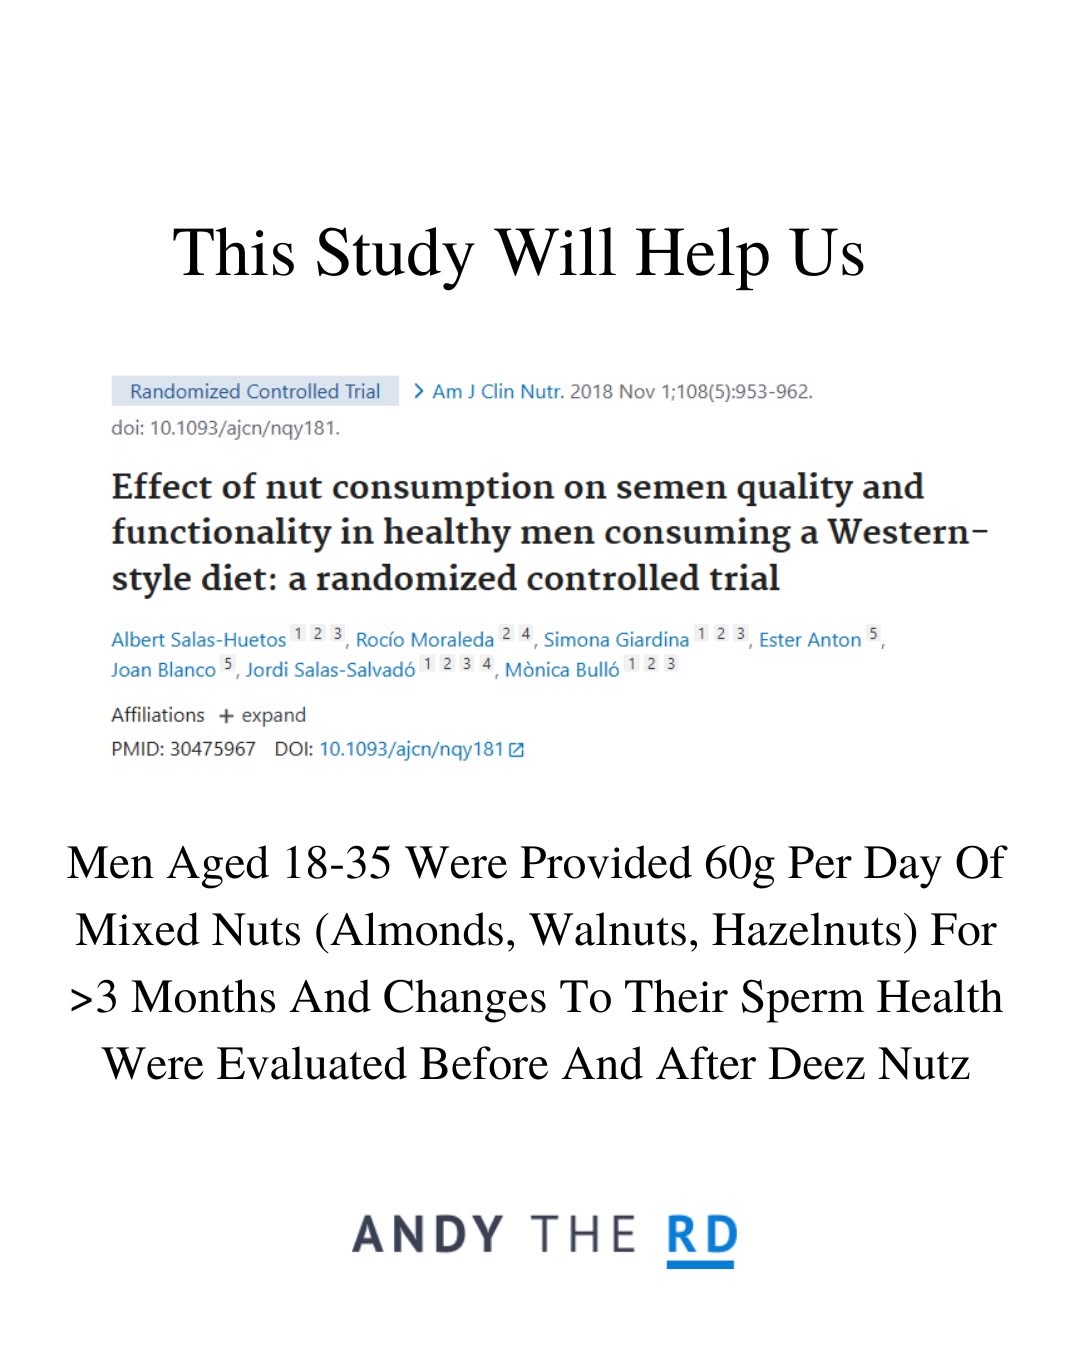 This Study Will Help Us
Randomized Controlled Trial > Am J Clin Nutr. 2018 Nov 1;108(5):953-962.
doi: 10.1093/ajcn/nqy181.
Effect of nut consumption on semen quality and
functionality in healthy men consuming a Western-
style diet: a randomized controlled trial
Albert Salas-Huetos 1 2 3, Rocío Moraleda 2 4, Simona Giardina 1 2 3, Ester Anton 5,
Joan Blanco 5, Jordi Salas-Salvadó 1 2 3 4, Mònica Bulló 1 2 3
Affiliations + expand
PMID: 30475967 DOI: 10.1093/ajcn/nqy181
Men Aged 18-35 Were Provided 60g Per Day Of
Mixed Nuts (Almonds, Walnuts, Hazelnuts) For
>3 Months And Changes To Their Sperm Health
Were Evaluated Before And After Deez Nutz
ANDY THE RD